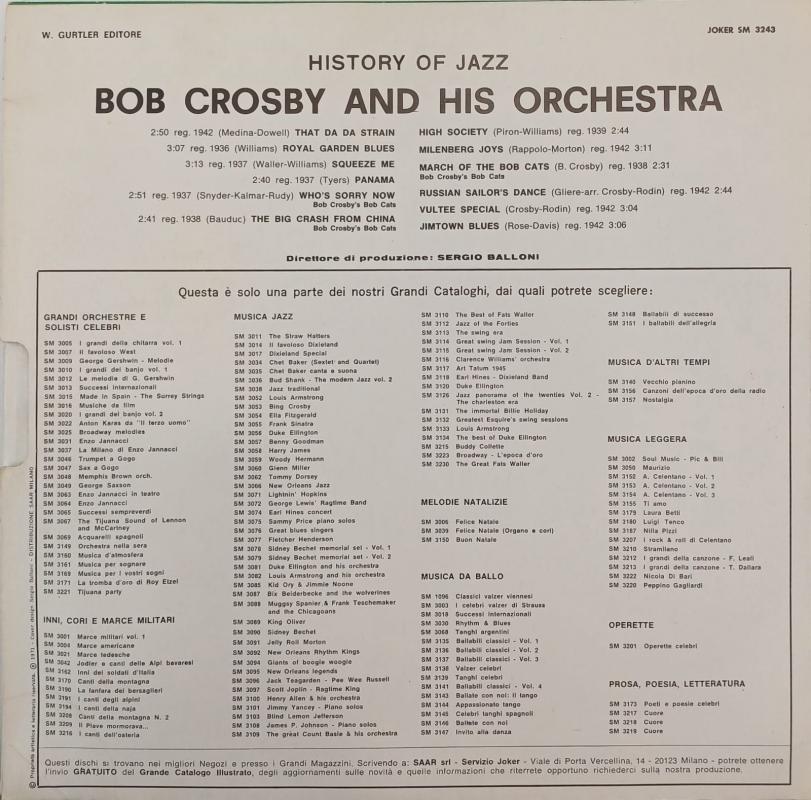 W. GURTLER EDITORE
JOKER SM 3243
HISTORY OF JAZZ
BOB CROSBY AND HIS ORCHESTRA
2:50 reg. 1942 (Medina-Dowell) THAT DA DA STRAIN
3:07 reg. 1936 (Williams) ROYAL GARDEN BLUES
3:13 reg. 1937 (Waller-Williams) SQUEEZE ME
2:40 reg. 1937 (Tyers) PANAMA
2:51 reg. 1937 (Snyder-Kalmar-Rudy) WHO'S SORRY NOW
Bob Crosby's Bob Cats
2:41 reg. 1938 (Bauduc) THE BIG CRASH FROM CHINA
Bob Crosby's Bob Cats
HIGH SOCIETY (Piron-Williams) reg. 1939 2:44
MILENBERG JOYS (Rappolo-Morton) reg. 1942 3:11
MARCH OF THE BOB CATS (B. Crosby) reg. 1938 2:31
Bob Crosby's Bob Cats
RUSSIAN SAILOR'S DANCE (Gliere-arr. Crosby-Rodin) reg. 1942 2:44
VULTEE SPECIAL (Crosby-Rodin) reg. 1942 3:04
JIMTOWN BLUES (Rose-Davis) reg. 1942 3:06
Direttore di produzione: SERGIO BALLONI
Questa è solo una parte dei nostri Grandi Cataloghi, dai quali potrete scegliere:
GRANDI ORCHESTRE E
SOLISTI CELEBRI
SM 3005 I grandi della chitarra vol. 1
SM 3007 Il favoloso West
SM 3009 George Gershwin - Melodie
SM 3010 I grandi del banjo vol. 1
SM 3012 Le melodie di G. Gershwin
SM 3013 Successi internazionali
SM 3015 Made in Spain - The Surrey Strings
SM 3016 Musiche da film
SM 3020 I grandi del banjo vol. 2
SM 3022 Anton Karas da "Il terzo uomo"
SM 3025 Broadway melodies
SM 3031 Enzo Jannacci
SM 3037 La Milano di Enzo Jannacci
SM 3046 Trumpet a Gogo
SM 3047 Sax a Gogo
SM 3048 Memphis Brown orch.
SM 3049 George Saxson
SM 3063 Enzo Jannacci in teatro
SM 3064 Enzo Jannacci
SM 3065 Successi sempreverdi
SM 3067 The Tijuana Sound of Lennon
and McCartney
SM 3069 Acquarelli spagnoli
SM 3149 Orchestra nella sera
SM 3160 Musica d'atmosfera
SM 3161 Musica per sognare
SM 3169 Musica per i vostri sogni
SM 3171 La tromba d'oro di Roy Etzel
SM 3221 Tijuana party
INNI, CORI E MARCE MILITARI
SM 3001 Marce militari vol. 1
SM 3004 Marce americane
SM 3021 Marce tedesche
SM 3042 Jodler e canti delle Alpi bavaresi
SM 3162 Inni dei soldati d'Italia
SM 3170 Canti della montagna
SM 3190 La fanfara dei bersaglieri
SM 3191 I canti degli alpini
SM 3194 I canti della naja
SM 3208 Canti della montagna N. 2
SM 3209 Il Piave mormorava...
SM 3216 I canti dell'osteria
MUSICA JAZZ
SM 3011 The Straw Hatters
SM 3014 Il favoloso Dixieland
SM 3017 Dixieland Special
SM 3034 Chet Baker (Sextet and Quartet)
SM 3035 Chet Baker canta e suona
SM 3036 Bud Shank - The modern Jazz vol. 2
SM 3038 Jazz tradizionale
SM 3052 Louis Armstrong
SM 3053 Bing Crosby
SM 3054 Ella Fitzgerald
SM 3055 Frank Sinatra
SM 3056 Duke Ellington
SM 3057 Benny Goodman
SM 3058 Harry James
SM 3059 Woody Hermann
SM 3060 Glenn Miller
SM 3062 Tommy Dorsey
SM 3066 New Orleans Jazz
SM 3071 Lightnin' Hopkins
SM 3072 George Lewis' Ragtime Band
SM 3074 Earl Hines concert
SM 3075 Sammy Price piano solos
SM 3076 Great blues singers
SM 3077 Fletcher Henderson
SM 3078 Sidney Bechet memorial set - Vol. 1
SM 3079 Sidney Bechet memorial set - Vol. 2
SM 3081 Duke Ellington and his orchestra
SM 3082 Louis Armstrong and his orchestra
SM 3085 Kid Ory & Jimmie Noone
SM 3087 Bix Beiderbecke and the wolverines
SM 3088 Muggsy Spanier & Frank Teschemaker
and the Chicagoans
SM 3089 King Oliver
SM 3090 Sidney Bechet
SM 3091 Jelly Roll Morton
SM 3092 New Orleans Rhythm Kings
SM 3094 Giants of boogie woogie
SM 3095 New Orleans legends
SM 3096 Jack Teagarden - Pee Wee Russell
SM 3097 Scott Joplin - Ragtime King
SM 3100 Henry Allen & his orchestra
SM 3101 Jimmy Yancey - Piano solos
SM 3103 Blind Lemon Jefferson
SM 3108 James P. Johnson - Piano solos
SM 3109 The great Count Basie & his orchestra
SM 3110 The Best of Fats Waller
SM 3112 Jazz of the Forties
SM 3113 The swing era
SM 3114 Great swing Jam Session - Vol. 1
SM 3115 Great swing Jam Session - Vol. 2
SM 3116 Clarence Williams' orchestra
SM 3117 Art Tatum 1945
SM 3118 Earl Hines - Dixieland Band
SM 3120 Duke Ellington
SM 3126 Jazz panorama of the twenties Vol. 2 -
The charleston era
SM 3131 The immortal Billie Holiday
SM 3132 Greatest Esquire's swing sessions
SM 3133 Louis Armstrong
SM 3134 The best of Duke Ellington
SM 3215 Buddy Collette
SM 3223 Broadway - L'epoca d'oro
SM 3230 The Great Fats Waller
MELODIE NATALIZIE
SM 3006 Felice Natale
SM 3039 Felice Natale (Organo e cori)
SM 3150 Buon Natale
MUSICA DA BALLO
SM 1096 Classici valzer viennesi
SM 3003 I celebri valzer di Strauss
SM 3018 Successi internazionali
SM 3030 Rhythm & Blues
SM 3068 Tanghi argentini
SM 3135 Ballabili classici - Vol. 1
SM 3136 Ballabili classici - Vol. 2
SM 3137 Ballabili classici - Vol. 3
SM 3138 Valzer celebri
SM 3139 Tanghi celebri
SM 3141 Ballabili classici - Vol. 4
SM 3143 Ballate con noi: il tango
SM 3144 Appassionato tango
SM 3145 Celebri tanghi spagnoli
SM 3146 Ballate con noi
SM 3147 Invito alla danza
SM 3148 Ballabili di successo
SM 3151 I ballabili dell'allegria
MUSICA D'ALTRI TEMPI
SM 3140 Vecchio pianino
SM 3156 Canzoni dell'epoca d'oro della radio
SM 3157 Nostalgia
MUSICA LEGGERA
SM 3002 Soul Music - Pic & Bill
SM 3050 Maurizio
SM 3152 A. Celentano - Vol. 1
SM 3153 A. Celentano - Vol. 2
SM 3154 A. Celentano - Vol. 3
SM 3155 Ti amo
SM 3179 Laura Betti
SM 3180 Luigi Tenco
SM 3187 Nilla Pizzi
SM 3207 I rock & roll di Celentano
SM 3210 Stramilano
SM 3212 I grandi della canzone - F. Leali
SM 3213 I grandi della canzone - T. Dallara
SM 3222 Nicola Di Bari
SM 3220 Peppino Gagliardi
OPERETTE
SM 3201 Operette celebri
PROSA, POESIA, LETTERATURA
SM 3173 Poeti e poesie celebri
SM 3217 Cuore
SM 3218 Cuore
SM 3219 Cuore
Questi dischi si trovano nei migliori Negozi e presso i Grandi Magazzini. Scrivendo a: SAAR srl - Servizio Joker - Viale di Porta Vercellina, 14 - 20123 Milano - potrete ottenere
l'invio GRATUITO del Grande Catalogo Illustrato, degli aggiornamenti sulle novità e quelle informazioni che riterrete opportuno richiederci sulla nostra produzione.
© Proprietà artistica e letteraria riservata. ℗ 1971 - Cover design Sergio Balloni - DISTRIBUZIONE SAAR MILANO